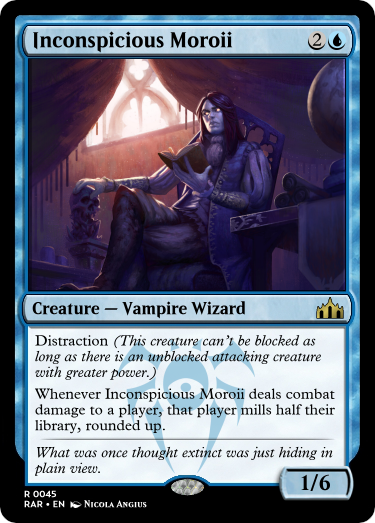 Inconspicious Moroii 2
Creature — Vampire Wizard
Distraction (This creature can't be blocked as
long as there is an unblocked attacking creature
with greater power.)
Whenever Inconspicious Moroii deals combat
damage to a player, that player mills half their
library, rounded up.
What was once thought extinct was just hiding in
plain view.
1/6
R 0045
RAR • EN Nicola Angius